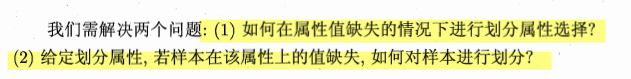 我们需解决两个问题: (1) 如何在属性值缺失的情况下进行划分属性选择?
(2) 给定划分属性, 若样本在该属性上的值缺失, 如何对样本进行划分?